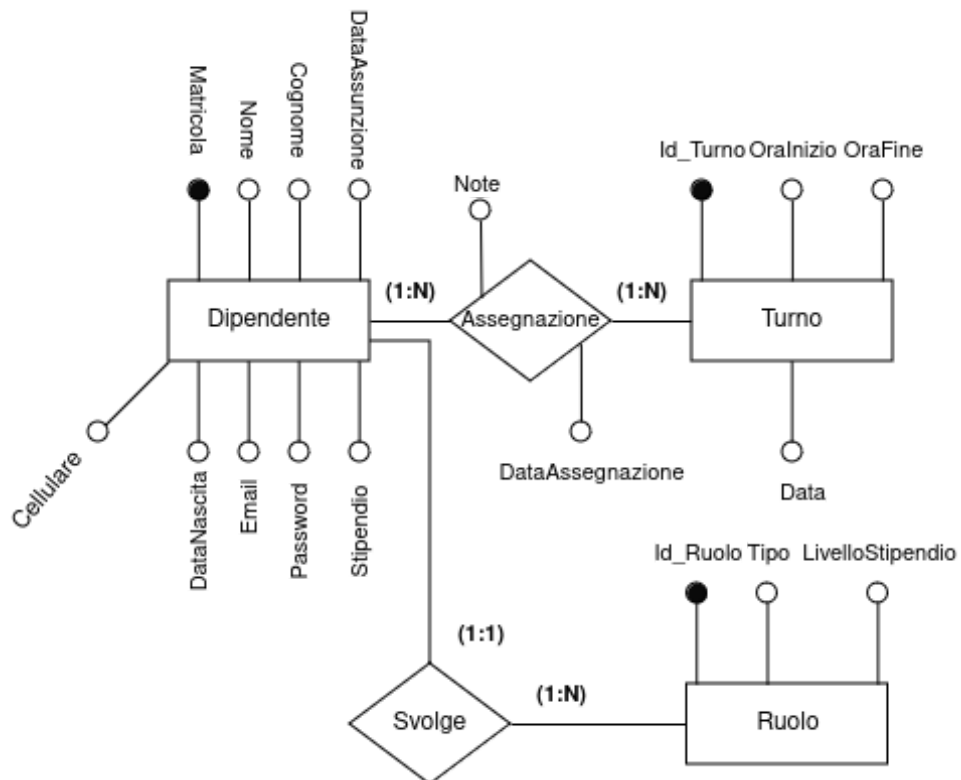 Matricola
Nome
Cognome
DataAssunzione
Note
Id_Turno OraInizio OraFine
Dipendente
(1:N)
Assegnazione
(1:N)
Turno
Cellulare
DataNascita
Email
Password
Stipendio
DataAssegnazione
Data
Id_Ruolo Tipo LivelloStipendio
(1:1)
Svolge
(1:N)
Ruolo